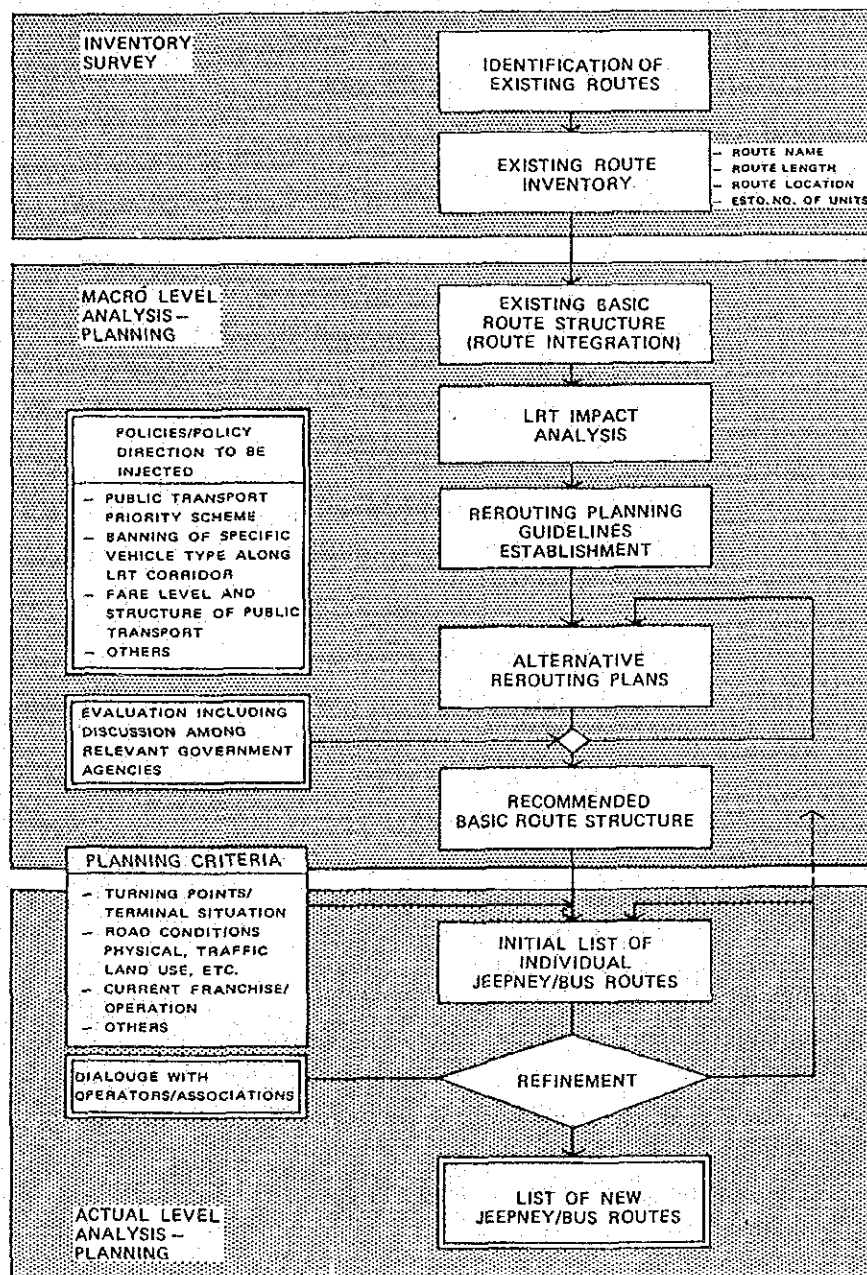 INVENTORY
SURVEY
IDENTIFICATION OF
EXISTING ROUTES
EXISTING ROUTE
INVENTORY
– ROUTE NAME
– ROUTE LENGTH
– ROUTE LOCATION
– ESTD. NO. OF UNITS
MACRO LEVEL
ANALYSIS –
PLANNING
EXISTING BASIC
ROUTE STRUCTURE
(ROUTE INTEGRATION)
LRT IMPACT
ANALYSIS
POLICIES/POLICY
DIRECTION TO BE
INJECTED
– PUBLIC TRANSPORT
PRIORITY SCHEME
– BANNING OF SPECIFIC
VEHICLE TYPE ALONG
LRT CORRIDOR
– FARE LEVEL AND
STRUCTURE OF PUBLIC
TRANSPORT
– OTHERS
REROUTING PLANNING
GUIDELINES
ESTABLISHMENT
ALTERNATIVE
REROUTING PLANS
EVALUATION INCLUDING
DISCUSSION AMONG
RELEVANT GOVERNMENT
AGENCIES
RECOMMENDED
BASIC ROUTE STRUCTURE
PLANNING CRITERIA
– TURNING POINTS/
TERMINAL SITUATION
– ROAD CONDITIONS
PHYSICAL, TRAFFIC
LAND USE, ETC.
– CURRENT FRANCHISE/
OPERATION
– OTHERS
INITIAL LIST OF
INDIVIDUAL
JEEPNEY/BUS ROUTES
DIALOUGE WITH
OPERATORS/ASSOCIATIONS
REFINEMENT
LIST OF NEW
JEEPNEY/BUS ROUTES
ACTUAL LEVEL
ANALYSIS –
PLANNING